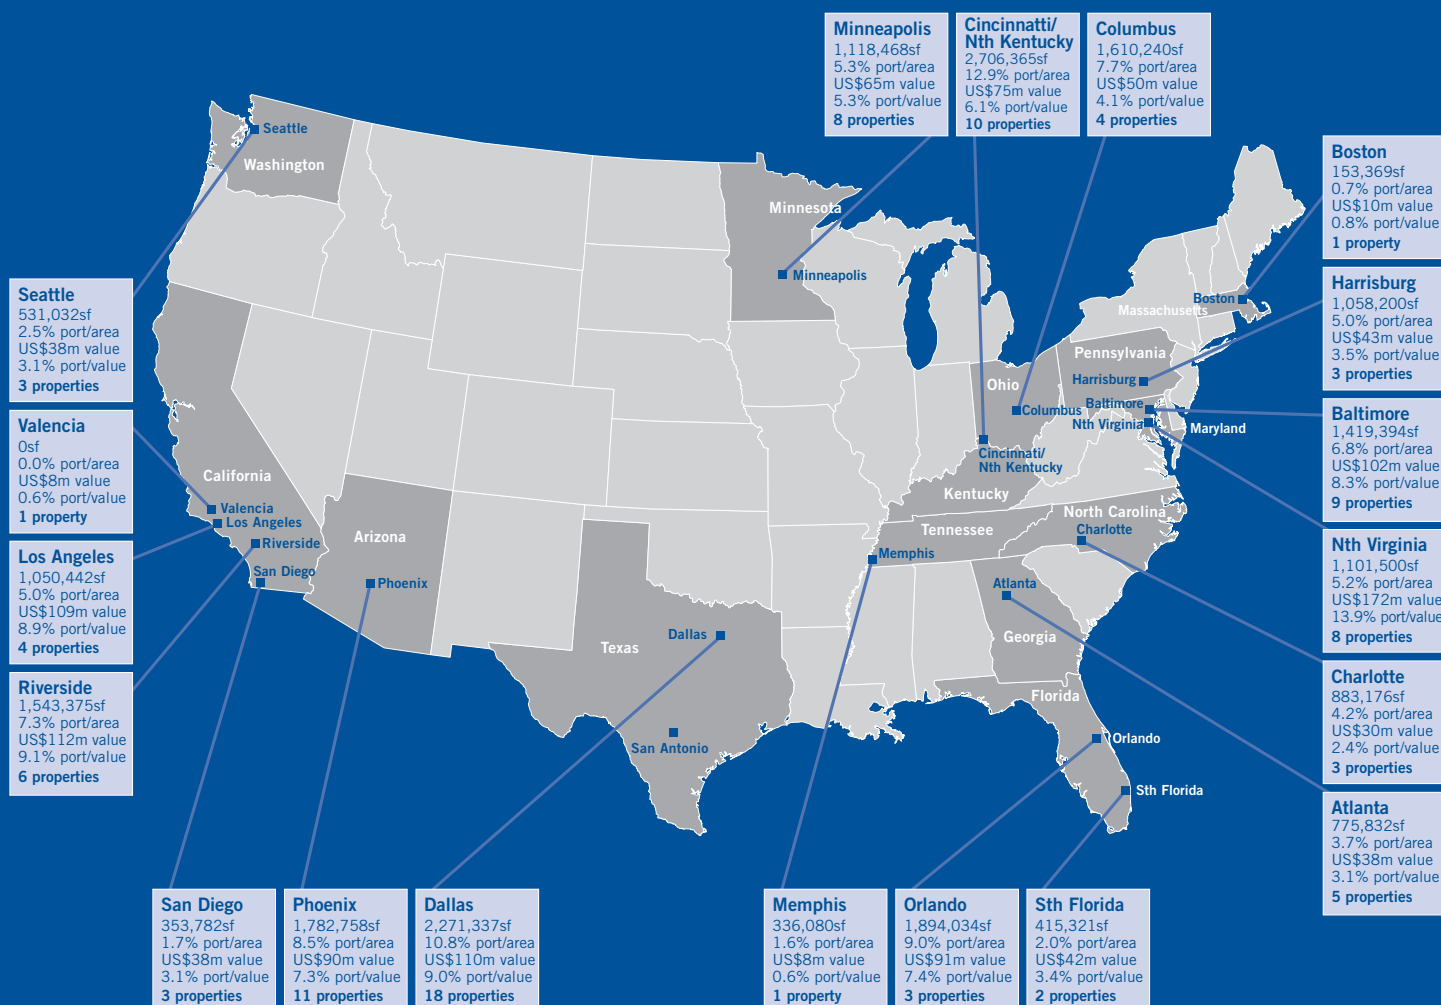 Minneapolis
1,118,468sf
5.3% port/area
US$65m value
5.3% port/value
8 properties
Cincinnatti/
Nth Kentucky
2,706,365sf
12.9% port/area
US$75m value
6.1% port/value
10 properties
Columbus
1,610,240sf
7.7% port/area
US$50m value
4.1% port/value
4 properties
Boston
153,369sf
0.7% port/area
US$10m value
0.8% port/value
1 property
Harrisburg
1,058,200sf
5.0% port/area
US$43m value
3.5% port/value
3 properties
Baltimore
1,419,394sf
6.8% port/area
US$102m value
8.3% port/value
9 properties
Nth Virginia
1,101,500sf
5.2% port/area
US$172m value
13.9% port/value
8 properties
Charlotte
883,176sf
4.2% port/area
US$30m value
2.4% port/value
3 properties
Atlanta
775,832sf
3.7% port/area
US$38m value
3.1% port/value
5 properties
Seattle
531,032sf
2.5% port/area
US$38m value
3.1% port/value
3 properties
Valencia
0sf
0.0% port/area
US$8m value
0.6% port/value
1 property
Los Angeles
1,050,442sf
5.0% port/area
US$109m value
8.9% port/value
4 properties
Riverside
1,543,375sf
7.3% port/area
US$112m value
9.1% port/value
6 properties
San Diego
353,782sf
1.7% port/area
US$38m value
3.1% port/value
3 properties
Phoenix
1,782,758sf
8.5% port/area
US$90m value
7.3% port/value
11 properties
Dallas
2,271,337sf
10.8% port/area
US$110m value
9.0% port/value
18 properties
Memphis
336,080sf
1.6% port/area
US$8m value
0.6% port/value
1 property
Orlando
1,894,034sf
9.0% port/area
US$91m value
7.4% port/value
3 properties
Sth Florida
415,321sf
2.0% port/area
US$42m value
3.4% port/value
2 properties
Seattle
Washington
Minnesota
Minneapolis
Boston
Massachusetts
Pennsylvania
Harrisburg
Ohio
Columbus
Baltimore
Nth Virginia
Maryland
Cincinnati/
Nth Kentucky
Kentucky
California
Valencia
Los Angeles
Riverside
San Diego
Arizona
Phoenix
North Carolina
Charlotte
Tennessee
Memphis
Atlanta
Georgia
Dallas
Texas
San Antonio
Florida
Orlando
Sth Florida